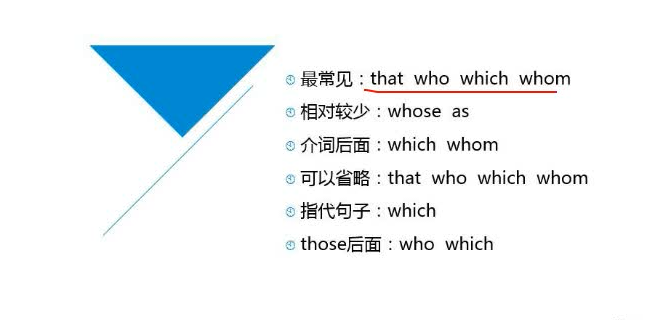 最常见：that who which whom
相对较少：whose as
介词后面：which whom
可以省略：that who which whom
指代句子：which
those后面：who which